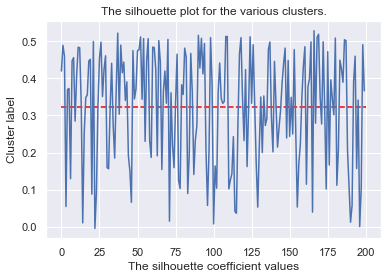 The silhouette plot for the various clusters.
Cluster label
0.5
0.4
0.3
0.2
0.1
0.0
0 25 50 75 100 125 150 175 200
The silhouette coefficient values